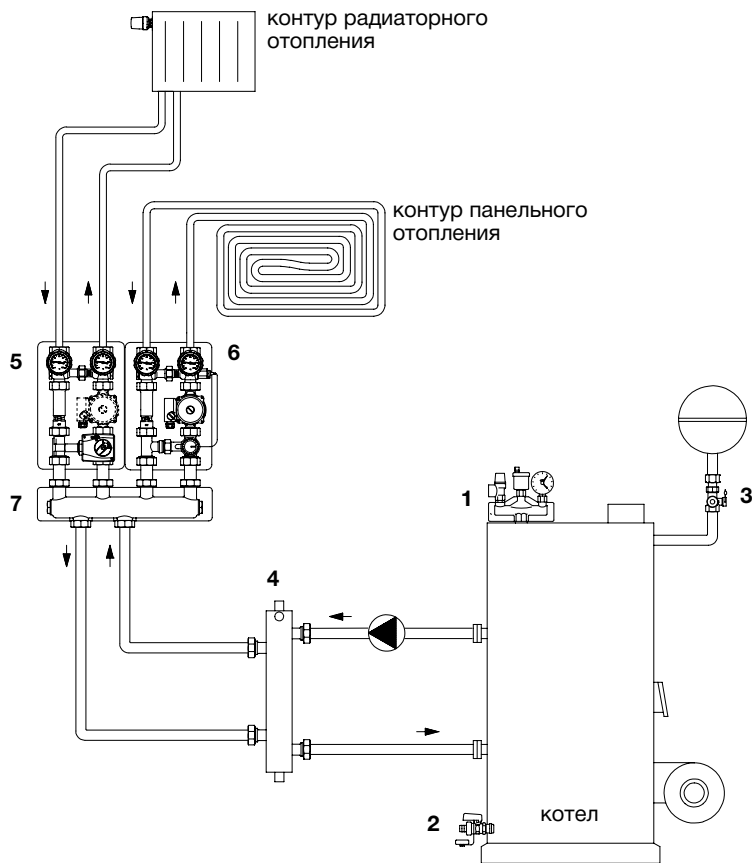 контур радиаторного
отопления
контур панельного
отопления
5
6
7
1
3
4
2
котел